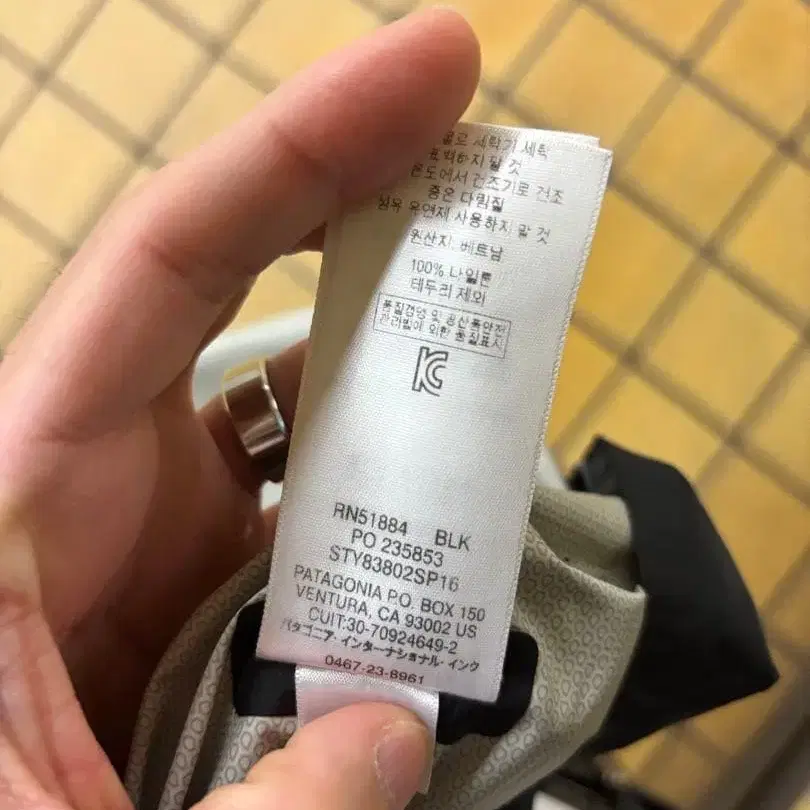 물로 세탁기 세탁
표백하지 말 것
온도에서 건조기로 건조
중온 다림질
섬유 유연제 사용하지 말 것
원산지: 베트남
100% 나일론
테두리 제외
품질경영 및 공산품안전
관리법에 의한 품질표시
KC
RN51884 BLK
PO 235853
STY83802SP16
PATAGONIA P.O. BOX 150
VENTURA, CA 93002 US
CUIT:30-70924649-2
パタゴニア・インターナショナル・インク
0467-23-8961